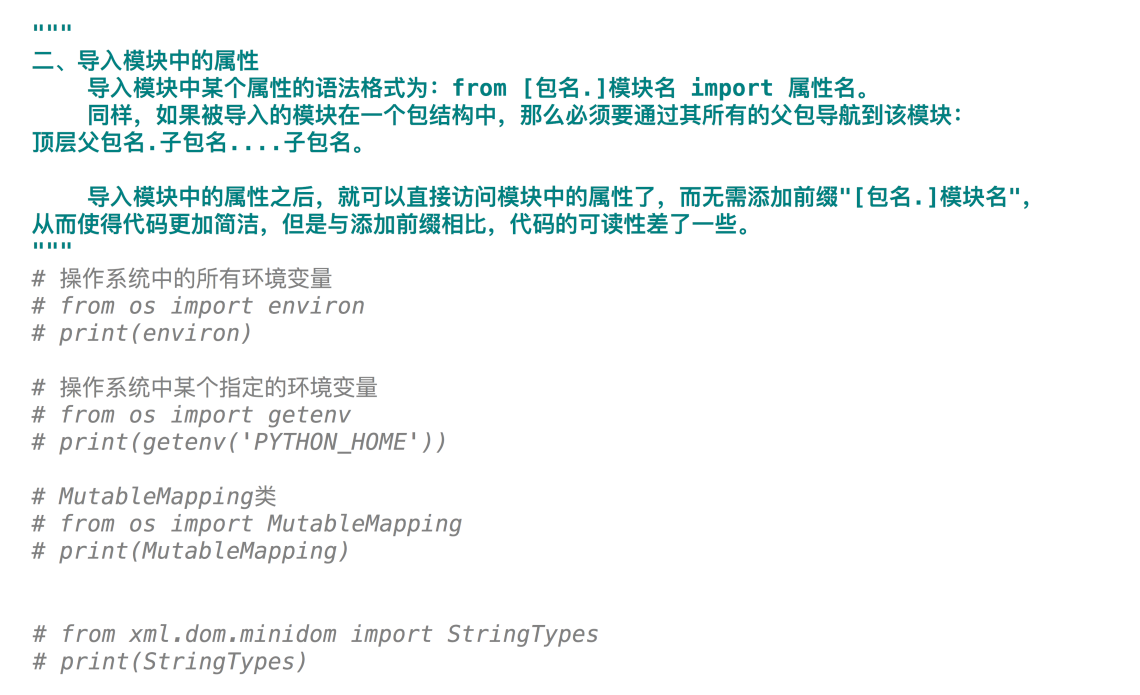 """
二、导入模块中的属性
导入模块中某个属性的语法格式为：from [包名.]模块名 import 属性名。
同样，如果被导入的模块在一个包结构中，那么必须要通过其所有的父包导航到该模块：
顶层父包名.子包名....子包名。
导入模块中的属性之后，就可以直接访问模块中的属性了，而无需添加前缀"[包名.]模块名"，
从而使得代码更加简洁，但是与添加前缀相比，代码的可读性差了一些。
"""
# 操作系统中的所有环境变量
# from os import environ
# print(environ)
# 操作系统中某个指定的环境变量
# from os import getenv
# print(getenv('PYTHON_HOME'))
# MutableMapping类
# from os import MutableMapping
# print(MutableMapping)
# from xml.dom.minidom import StringTypes
# print(StringTypes)